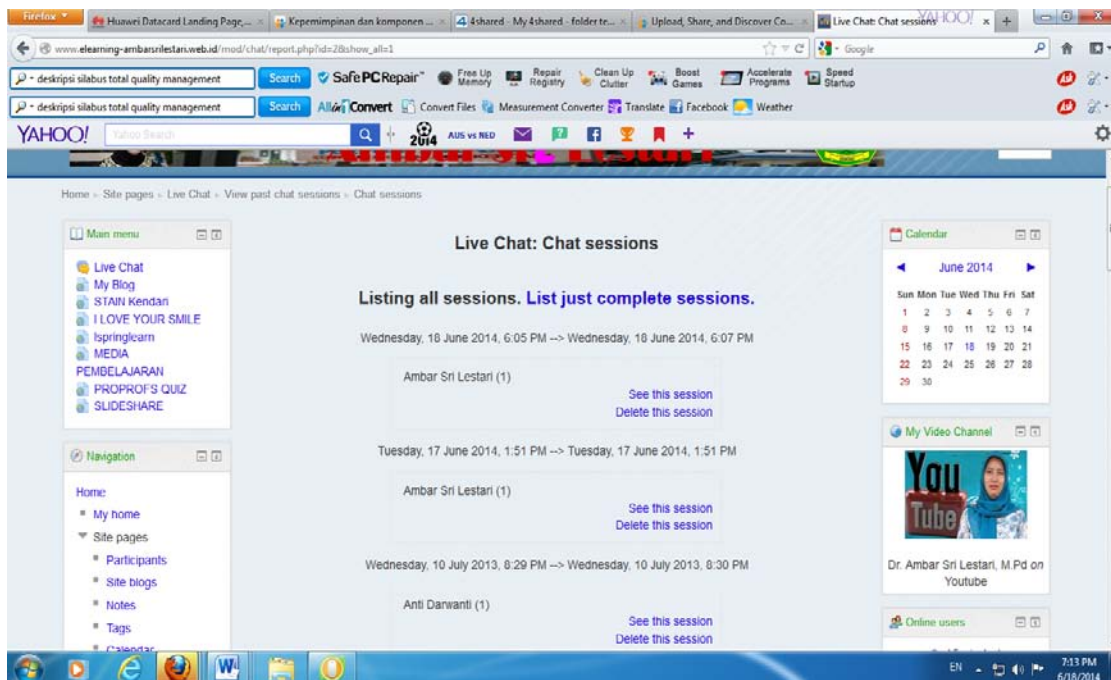 Firefox
Huawei Datacard Landing Page,...
Kepemimpinan dan komponen ...
4shared - My 4shared - folder te...
Upload, Share, and Discover Co...
Live Chat: Chat sessions
YAHOO!
www.elearning-ambarsrilestari.web.id/mod/chat/report.php?id=2&show_all=1
Google
deskripsi silabus total quality management
Search
Safe PC Repair
Free Up Memory
Repair Registry
Clean Up Clutter
Boost Games
Accelerate Programs
Speed Startup
deskripsi silabus total quality management
Search
Convert
Convert Files
Measurement Converter
Translate
Facebook
Weather
YAHOO!
Yahoo Search
2014
AUS vs NED
Home
Site pages
Live Chat
View past chat sessions
Chat sessions
Main menu
Live Chat
My Blog
STAIN Kendari
I LOVE YOUR SMILE
Ispringlearn
MEDIA
PEMBELAJARAN
PROPROFS QUIZ
SLIDESHARE
Navigation
Home
My home
Site pages
Participants
Site blogs
Notes
Tags
Calendar
Live Chat: Chat sessions
Listing all sessions. List just complete sessions.
Wednesday, 18 June 2014, 6:05 PM --> Wednesday, 18 June 2014, 6:07 PM
Ambar Sri Lestari (1)
See this session
Delete this session
Tuesday, 17 June 2014, 1:51 PM --> Tuesday, 17 June 2014, 1:51 PM
Ambar Sri Lestari (1)
See this session
Delete this session
Wednesday, 10 July 2013, 8:29 PM --> Wednesday, 10 July 2013, 8:30 PM
Anti Darwanti (1)
See this session
Delete this session
Calendar
June 2014
Sun Mon Tue Wed Thu Fri Sat
1 2 3 4 5 6 7
8 9 10 11 12 13 14
15 16 17 18 19 20 21
22 23 24 25 26 27 28
29 30
My Video Channel
You
Tube
Dr. Ambar Sri Lestari, M.Pd on
Youtube
Online users
EN
7:13 PM
6/18/2014